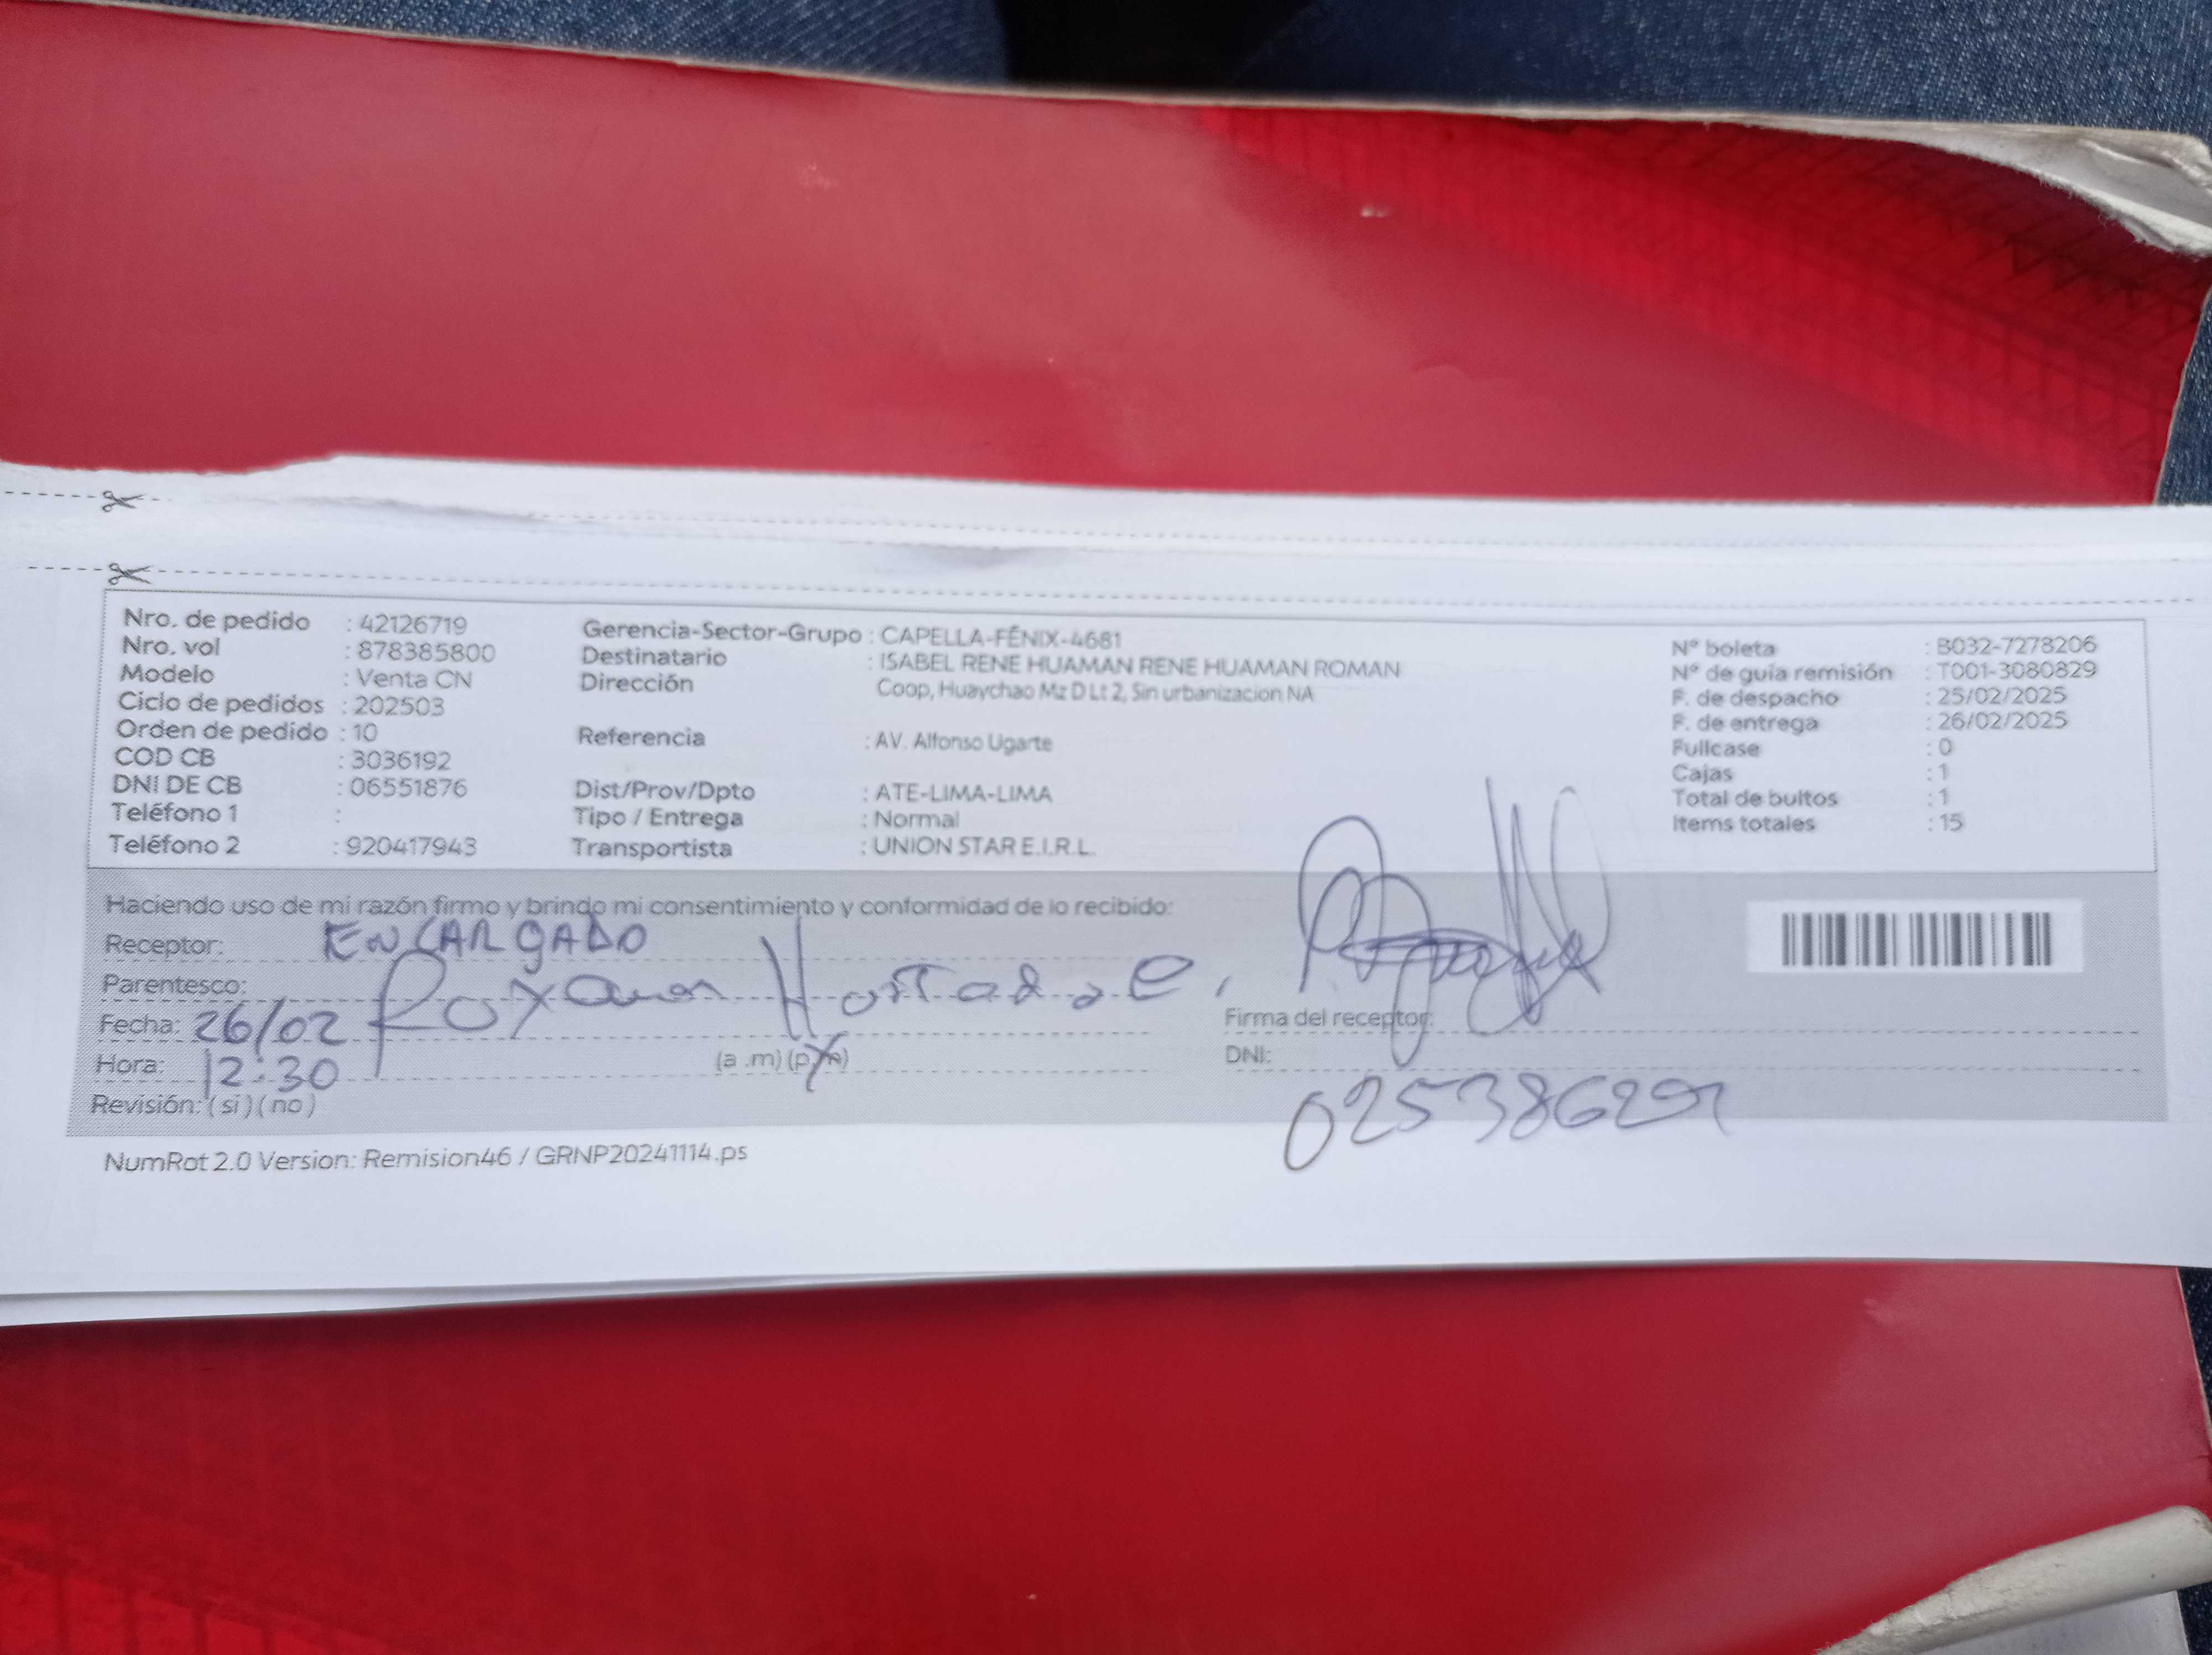 Nro. de pedido : 42126719
Nro. vol : 878385800
Modelo : Venta CN
Ciclo de pedidos : 202503
Orden de pedido : 10
COD CB : 3036192
DNI DE CB : 06551876
Teléfono 1 :
Teléfono 2 : 920417943
Gerencia-Sector-Grupo : CAPELLA-FÉNIX-4681
Destinatario : ISABEL RENE HUAMAN RENE HUAMAN ROMAN
Dirección Coop, Huaychao Mz D Lt 2, Sin urbanizacion NA
Referencia : AV. Alfonso Ugarte
Dist/Prov/Dpto : ATE-LIMA-LIMA
Tipo / Entrega : Normal
Transportista : UNION STAR E.I.R.L.
Nº boleta : B032-7278206
Nº de guía remisión : T001-3080829
F. de despacho : 25/02/2025
F. de entrega : 26/02/2025
Fullcase : 0
Cajas : 1
Total de bultos : 1
Items totales : 15
Haciendo uso de mi razón firmo y brindo mi consentimiento y conformidad de lo recibido:
Receptor: ENCARGADO
Parentesco: Roxana
Fecha: 26/02
Firma del receptor:
Hora: 12:30 (a .m) (p.m)
DNI:
Revisión: ( si ) ( no )
NumRot 2.0 Version: Remision46 / GRNP20241114.ps